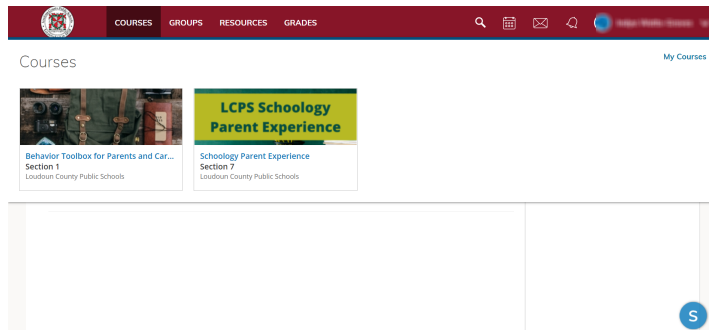 COURSES GROUPS RESOURCES GRADES
Courses
My Courses
LCPS Schoology
Parent Experience
Behavior Toolbox for Parents and Car...
Section 1
Loudoun County Public Schools
Schoology Parent Experience
Section 7
Loudoun County Public Schools
S